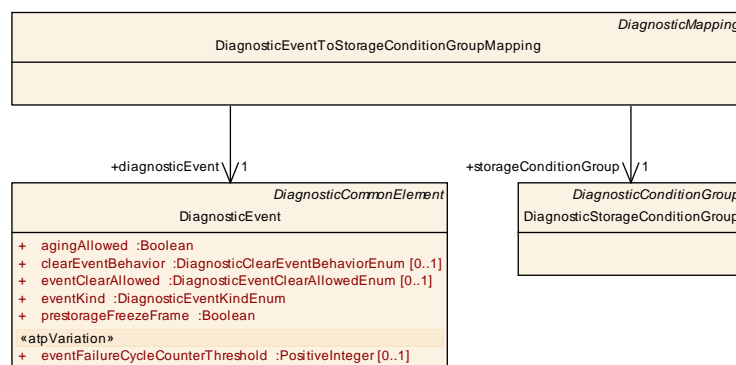 DiagnosticMapping
DiagnosticEventToStorageConditionGroupMapping
+diagnosticEvent 1
+storageConditionGroup 1
DiagnosticCommonElement
DiagnosticEvent
+ agingAllowed :Boolean
+ clearEventBehavior :DiagnosticClearEventBehaviorEnum [0..1]
+ eventClearAllowed :DiagnosticEventClearAllowedEnum [0..1]
+ eventKind :DiagnosticEventKindEnum
+ prestorageFreezeFrame :Boolean
«atpVariation»
+ eventFailureCycleCounterThreshold :PositiveInteger [0..1]
DiagnosticConditionGroup
DiagnosticStorageConditionGroup